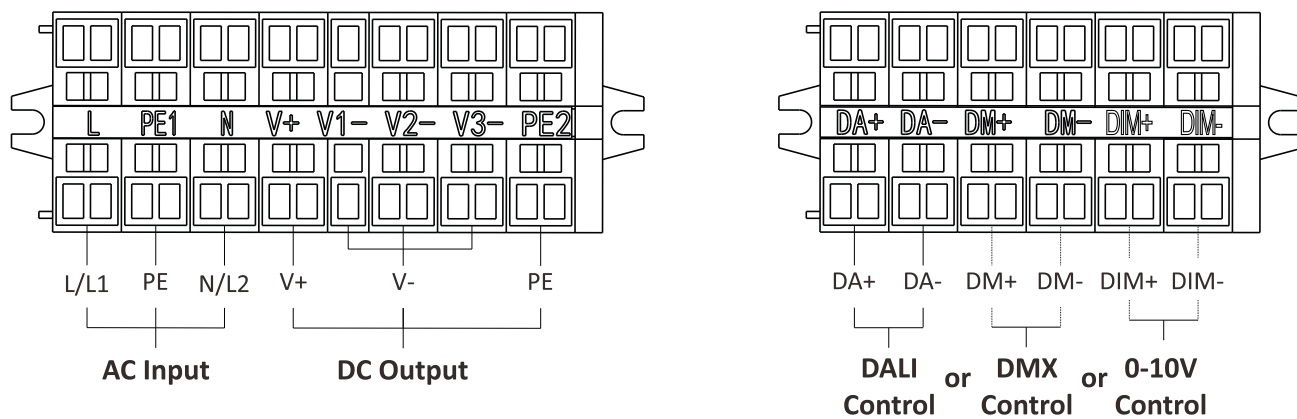 L PE1 N V+ V1- V2- V3- PE2
DA+ DA- DM+ DM- DIM+ DIM-
L/L1 PE N/L2 V+ V- PE
DA+ DA- DM+ DM- DIM+ DIM-
AC Input
DC Output
DALI
Control
or
DMX
Control
or
0-10V
Control